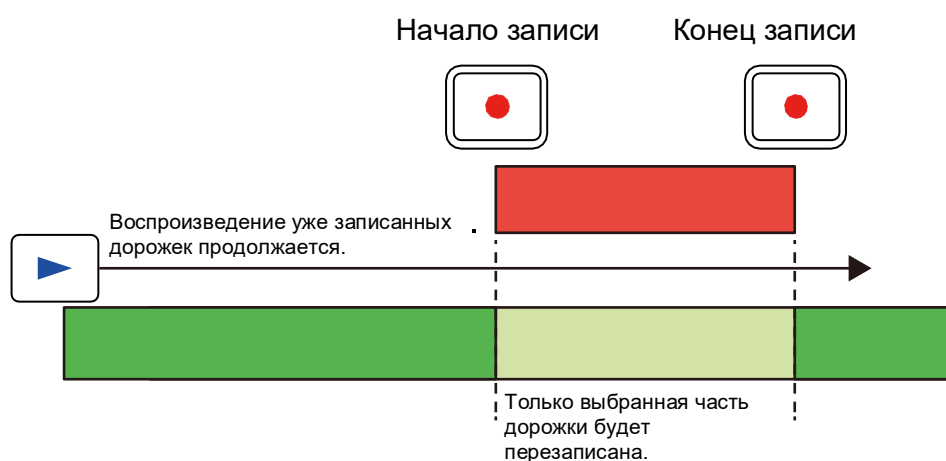 Начало записи
Конец записи
Воспроизведение уже записанных
дорожек продолжается.
Только выбранная часть
дорожки будет
перезаписана.